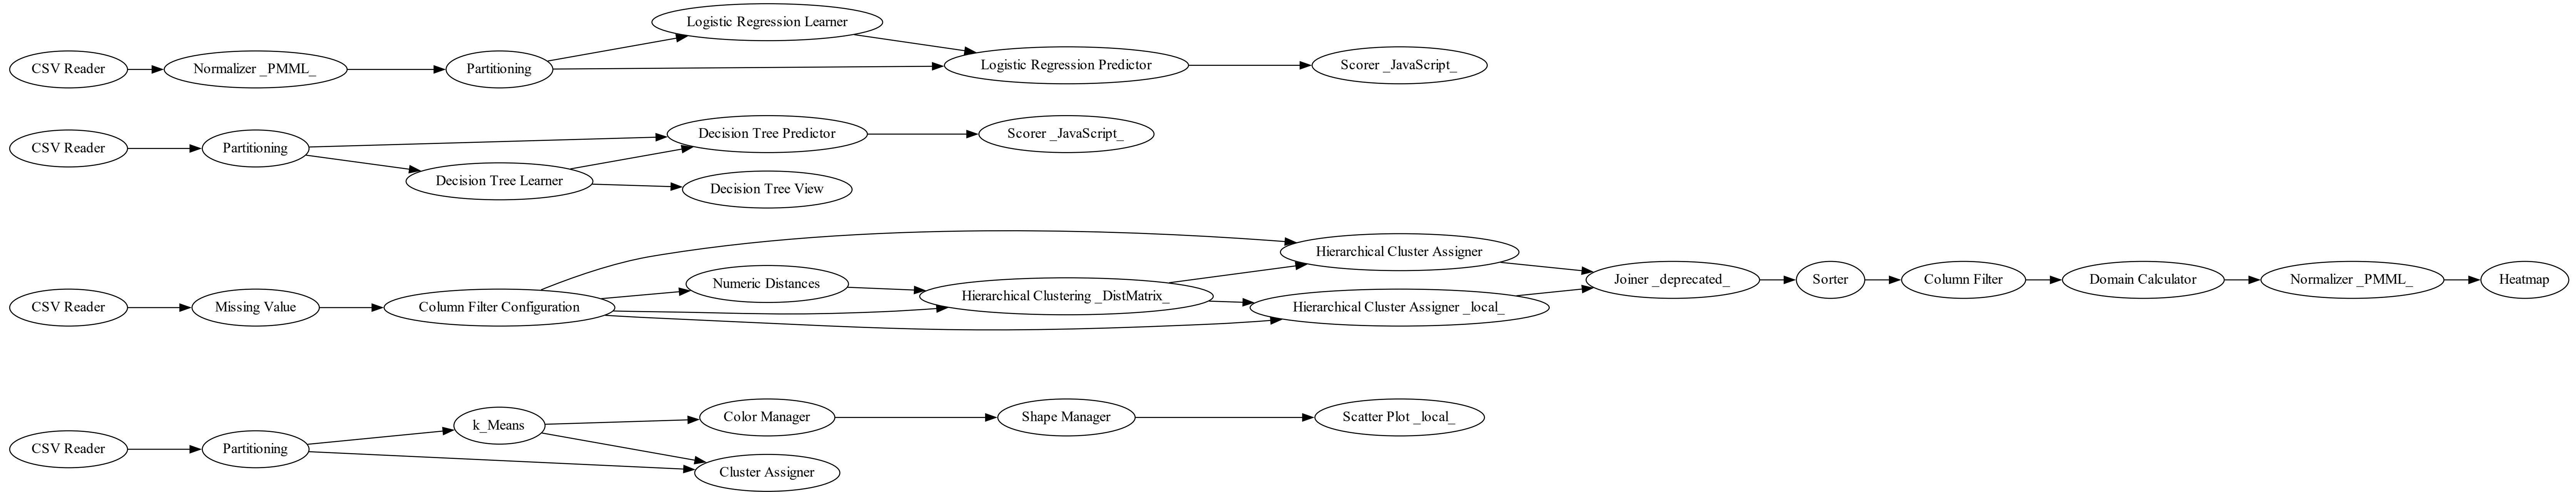 CSV Reader
Normalizer _PMML_
Partitioning
Logistic Regression Learner
Logistic Regression Predictor
Scorer _JavaScript_
CSV Reader
Partitioning
Decision Tree Predictor
Scorer _JavaScript_
Decision Tree Learner
Decision Tree View
CSV Reader
Missing Value
Column Filter Configuration
Numeric Distances
Hierarchical Clustering _DistMatrix_
Hierarchical Cluster Assigner
Hierarchical Cluster Assigner _local_
Joiner _deprecated_
Sorter
Column Filter
Domain Calculator
Normalizer _PMML_
Heatmap
CSV Reader
Partitioning
k_Means
Color Manager
Shape Manager
Scatter Plot _local_
Cluster Assigner